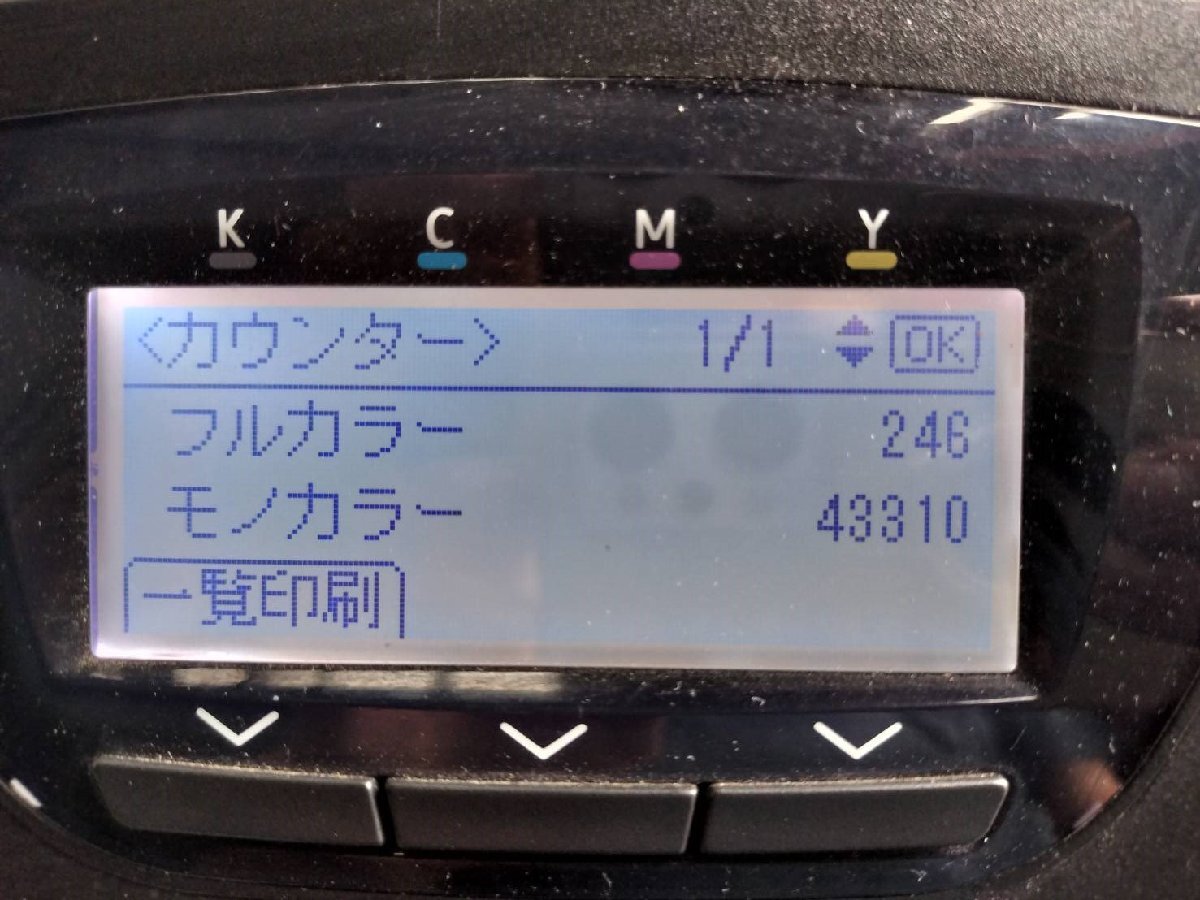 K C M Y
<カウンター> 1/1 OK
フルカラー 246
モノカラー 43310
一覧印刷